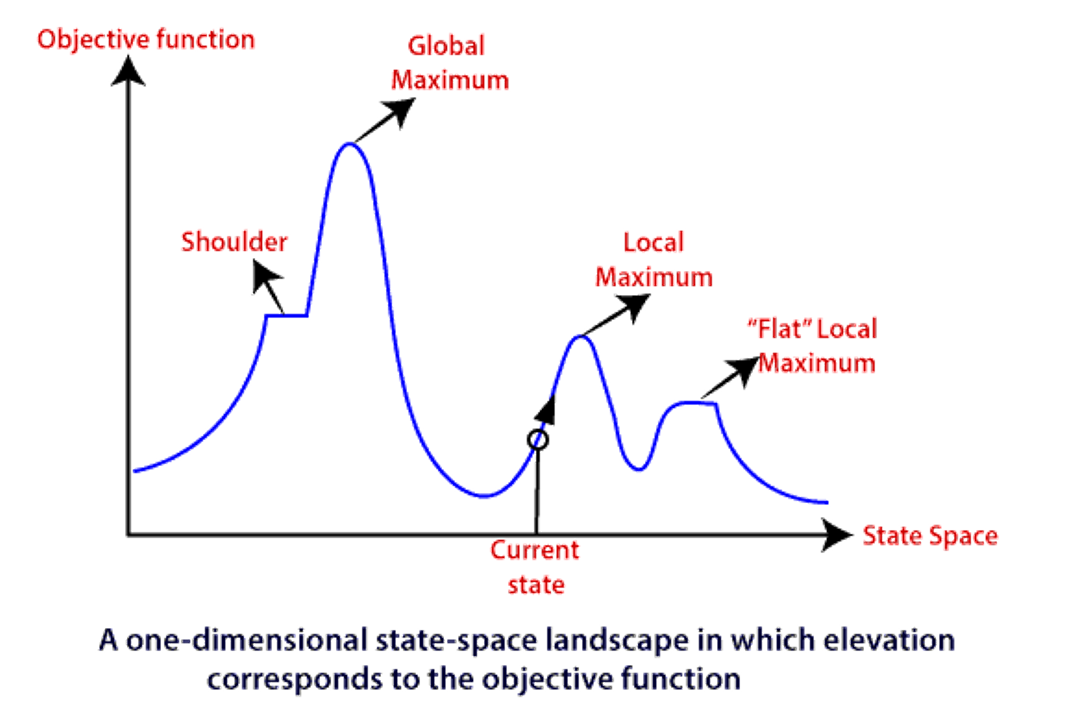 Objective function
Global
Maximum
Shoulder
Local
Maximum
“Flat” Local
Maximum
Current
state
State Space
A one-dimensional state-space landscape in which elevation
corresponds to the objective function